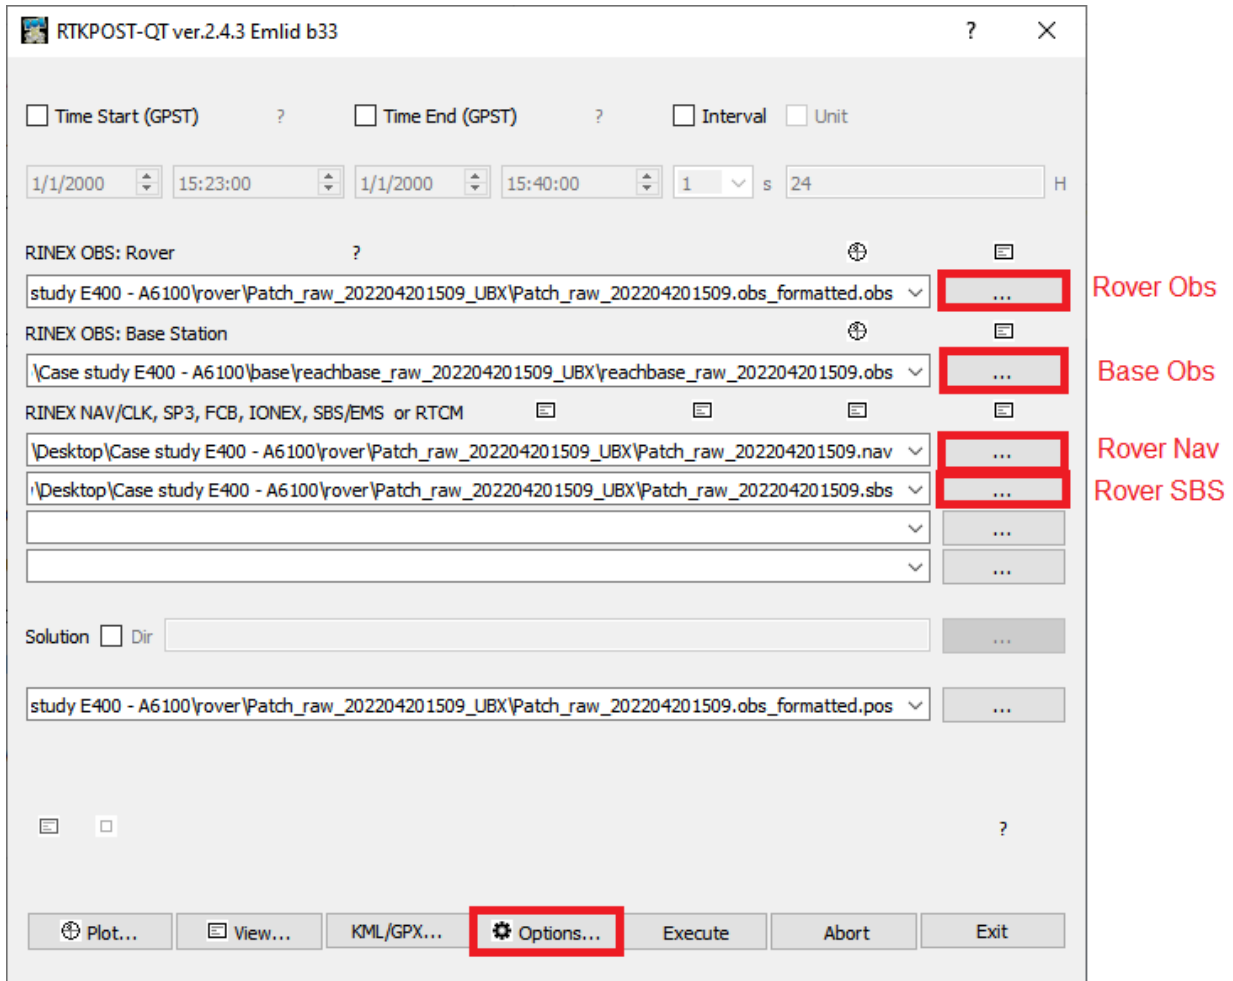 RTKPOST-QT ver.2.4.3 Emlid b33 ?
Time Start (GPST) ? Time End (GPST) ? Interval Unit
1/1/2000 15:23:00 1/1/2000 15:40:00 1 s 24 H
RINEX OBS: Rover ?
study E400 - A6100\rover\Patch_raw_202204201509_UBX\Patch_raw_202204201509.obs_formatted.obs ... Rover Obs
RINEX OBS: Base Station
\Case study E400 - A6100\base\reachbase_raw_202204201509_UBX\reachbase_raw_202204201509.obs ... Base Obs
RINEX NAV/CLK, SP3, FCB, IONEX, SBS/EMS or RTCM
\Desktop\Case study E400 - A6100\rover\Patch_raw_202204201509_UBX\Patch_raw_202204201509.nav ... Rover Nav
\Desktop\Case study E400 - A6100\rover\Patch_raw_202204201509_UBX\Patch_raw_202204201509.sbs ... Rover SBS
...
...
Solution Dir ...
study E400 - A6100\rover\Patch_raw_202204201509_UBX\Patch_raw_202204201509.obs_formatted.pos ...
?
Plot... View... KML/GPX... Options... Execute Abort Exit